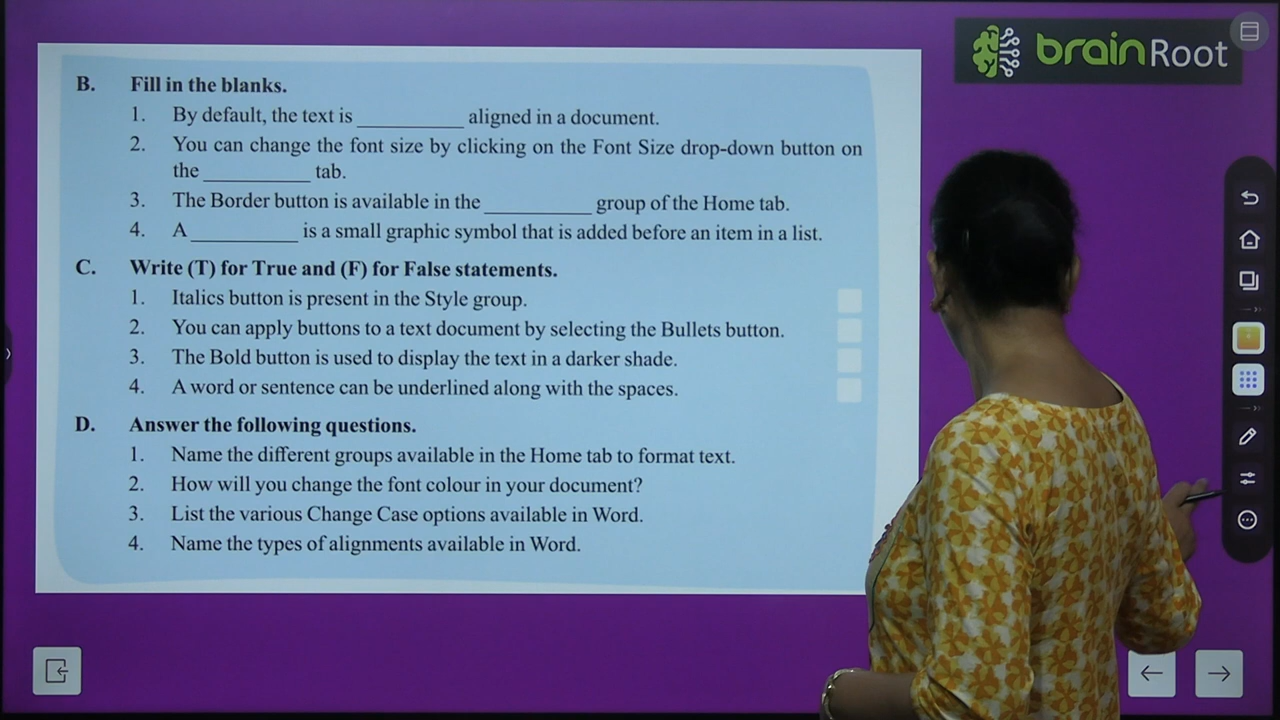 brainRoot
B. Fill in the blanks.
1. By default, the text is __________ aligned in a document.
2. You can change the font size by clicking on the Font Size drop-down button on
the __________ tab.
3. The Border button is available in the __________ group of the Home tab.
4. A __________ is a small graphic symbol that is added before an item in a list.
C. Write (T) for True and (F) for False statements.
1. Italics button is present in the Style group.
2. You can apply buttons to a text document by selecting the Bullets button.
3. The Bold button is used to display the text in a darker shade.
4. A word or sentence can be underlined along with the spaces.
D. Answer the following questions.
1. Name the different groups available in the Home tab to format text.
2. How will you change the font colour in your document?
3. List the various Change Case options available in Word.
4. Name the types of alignments available in Word.